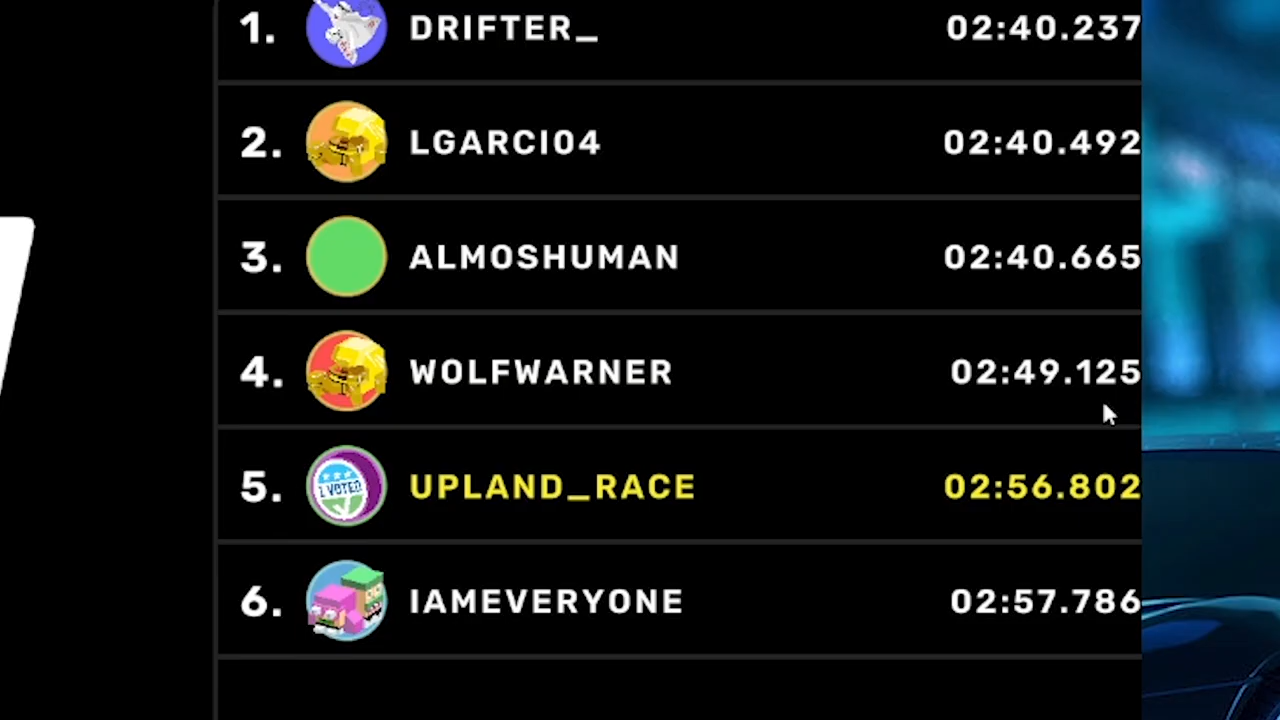 1. DRIFTER_ 02:40.237
2. LGARCI04 02:40.492
3. ALMOSHUMAN 02:40.665
4. WOLFWARNER 02:49.125
5. I VOTED UPLAND_RACE 02:56.802
6. IAMEVERYONE 02:57.786